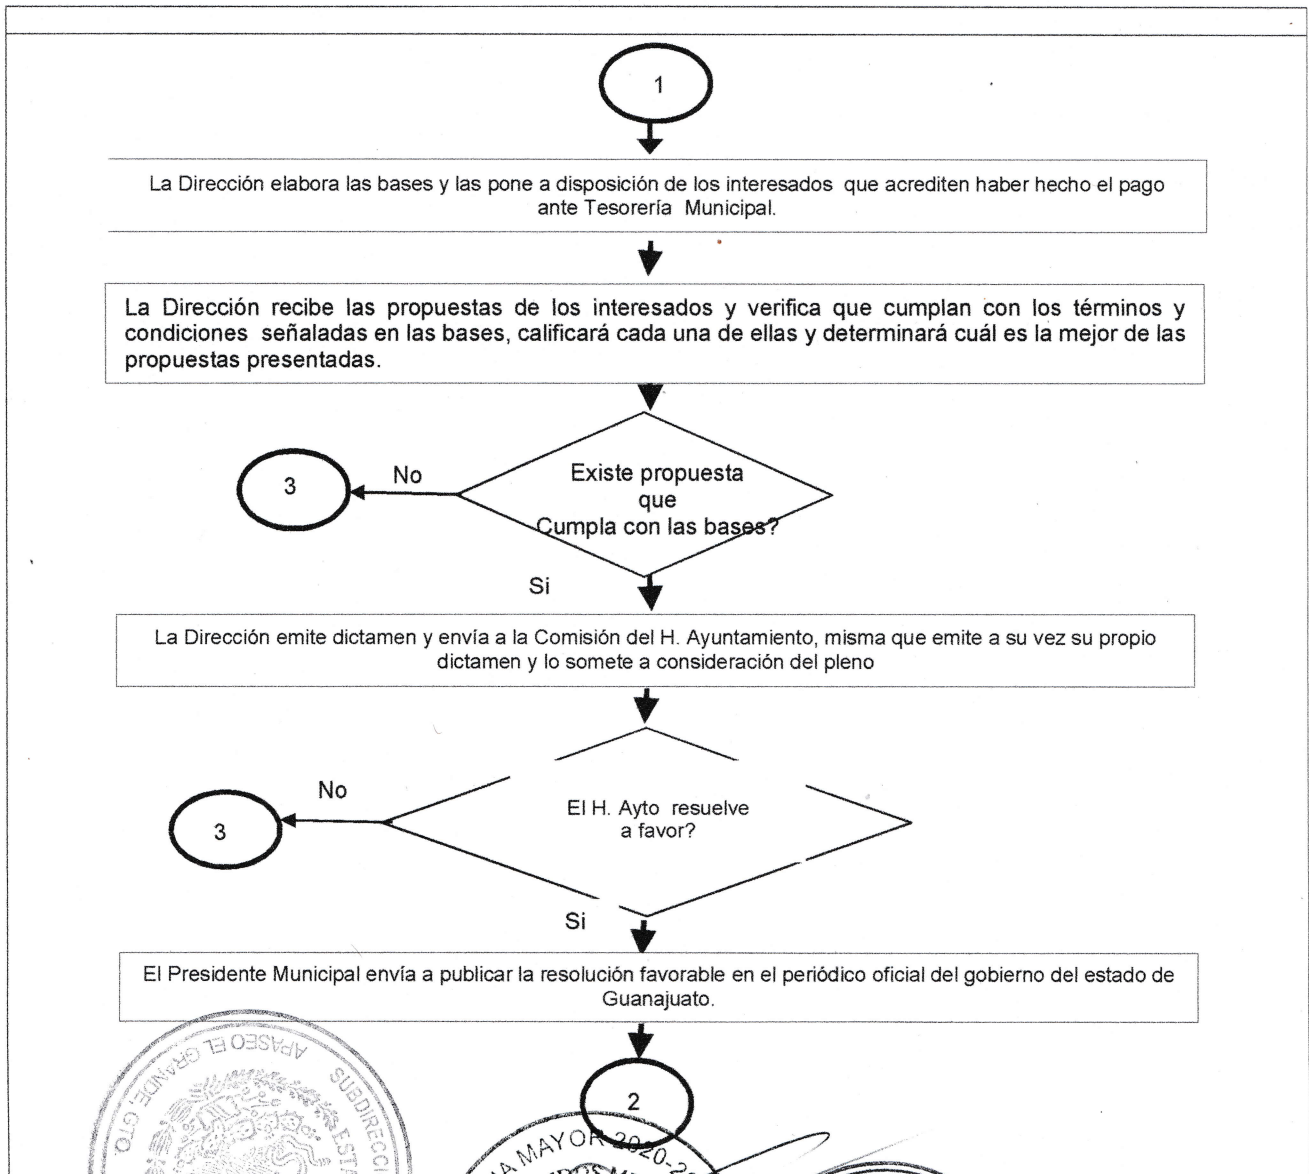 1
La Dirección elabora las bases y las pone a disposición de los interesados que acrediten haber hecho el pago
ante Tesorería Municipal.
La Dirección recibe las propuestas de los interesados y verifica que cumplan con los términos y
condiciones señaladas en las bases, calificará cada una de ellas y determinará cuál es la mejor de las
propuestas presentadas.
Existe propuesta
que
Cumpla con las bases?
No
3
Si
La Dirección emite dictamen y envía a la Comisión del H. Ayuntamiento, misma que emite a su vez su propio
dictamen y lo somete a consideración del pleno
No
3
El H. Ayto resuelve
a favor?
Si
El Presidente Municipal envía a publicar la resolución favorable en el periódico oficial del gobierno del estado de
Guanajuato.
2
APASEO EL GRANDE, GTO.
MAYOR 2020-